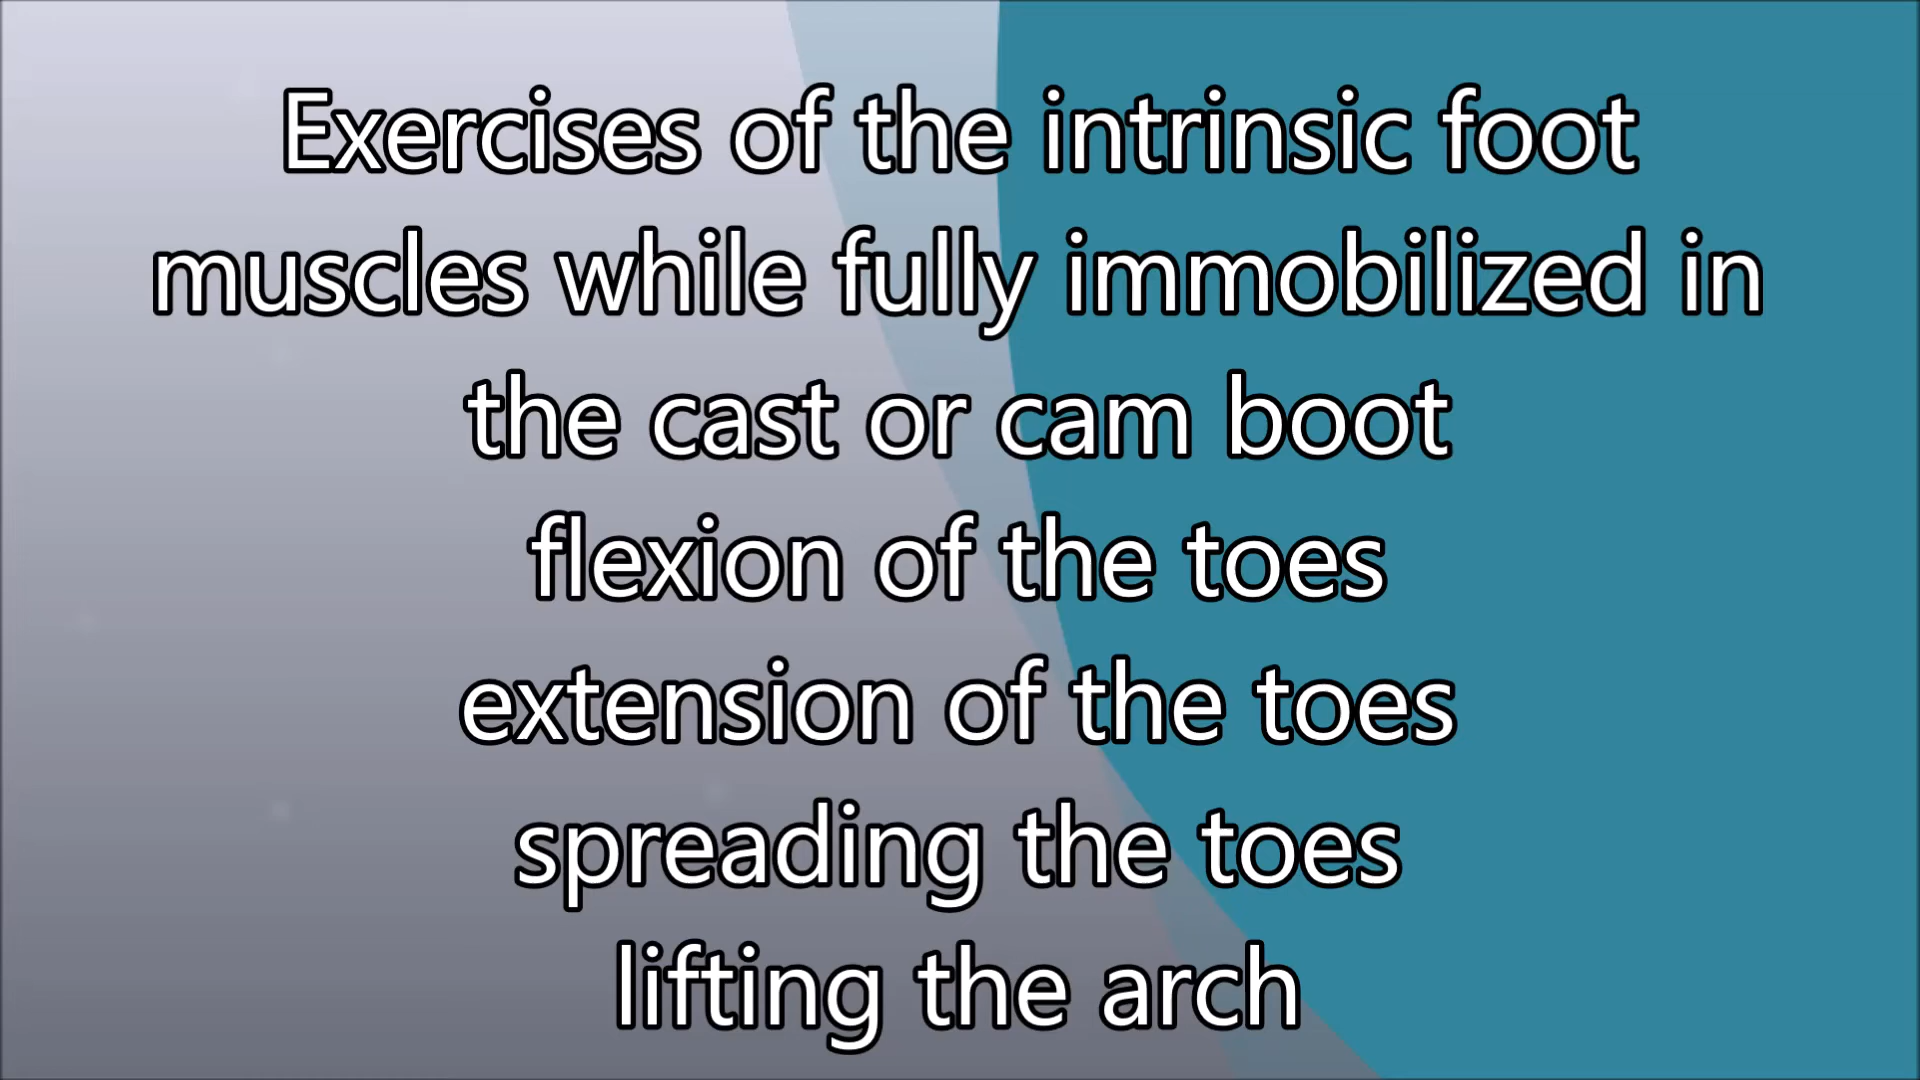 Exercises of the intrinsic foot
muscles while fully immobilized in
the cast or cam boot
flexion of the toes
extension of the toes
spreading the toes
lifting the arch